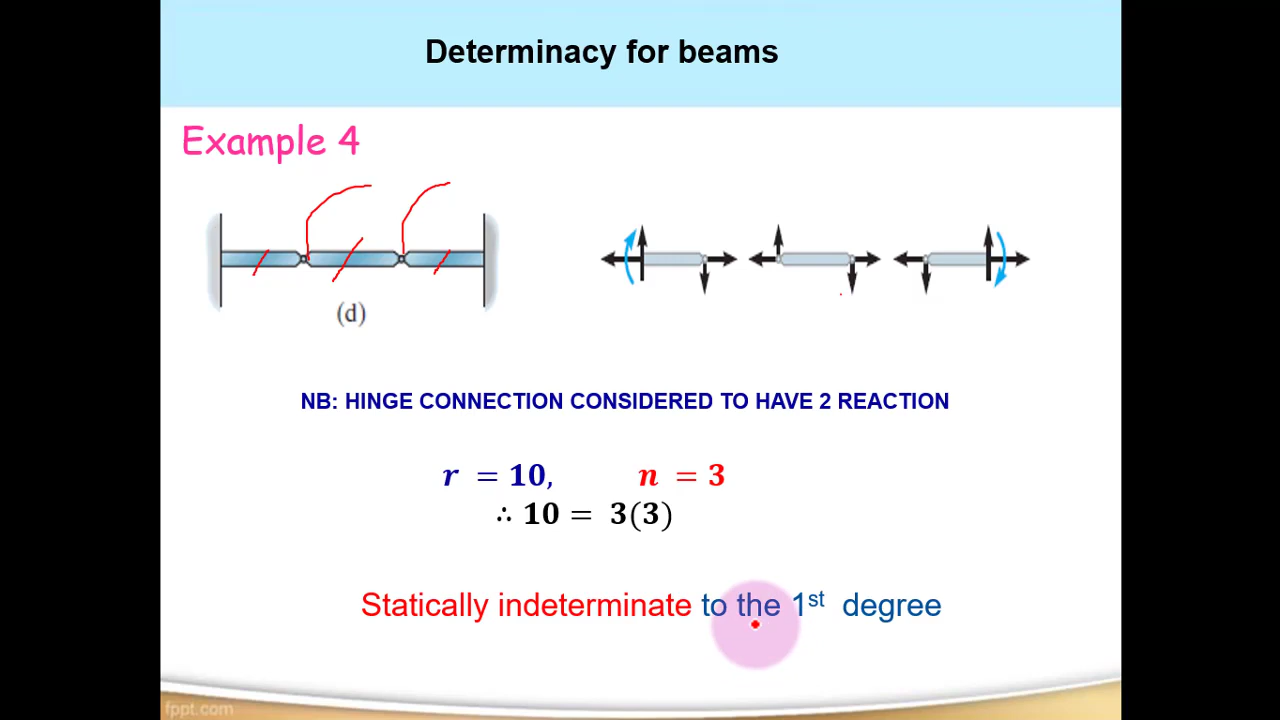 Determinacy for beams
Example 4
(d)
NB: HINGE CONNECTION CONSIDERED TO HAVE 2 REACTION
r = 10, n = 3
∴ 10 = 3(3)
Statically indeterminate to the 1st degree
fppt.com